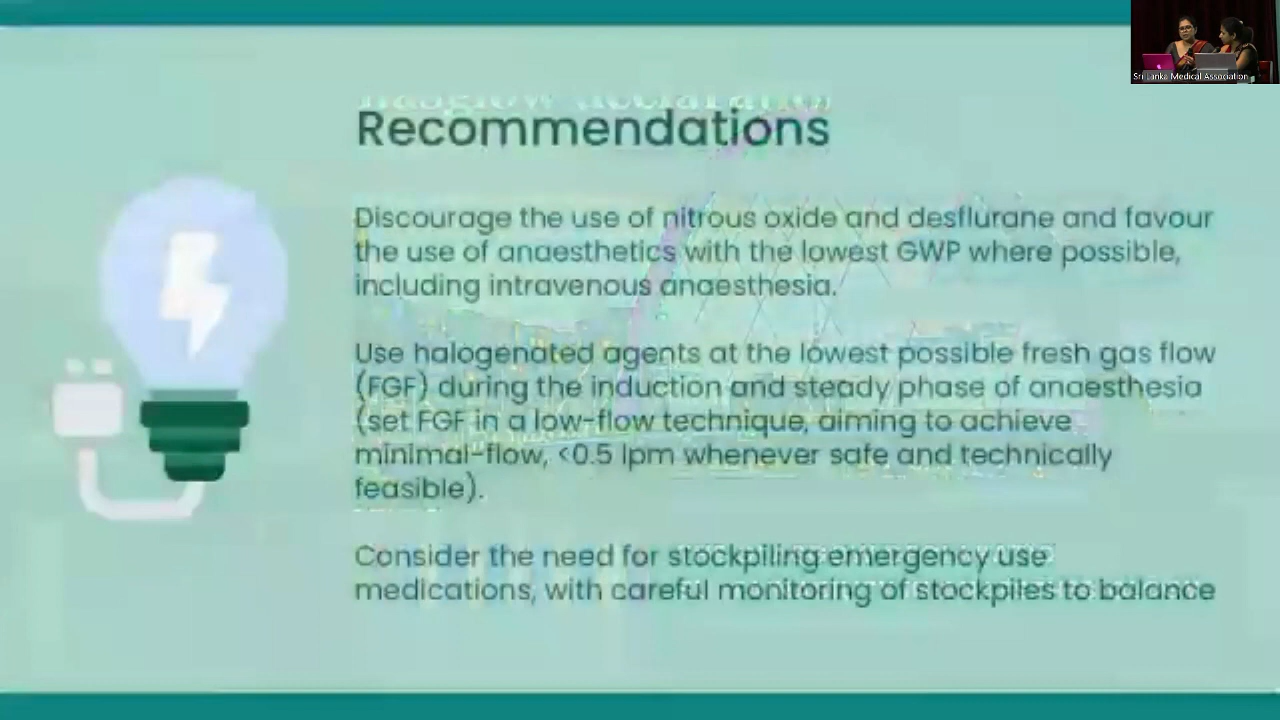 Sri Lanka Medical Association
Recommendations
Discourage the use of nitrous oxide and desflurane and favour
the use of anaesthetics with the lowest GWP where possible,
including intravenous anaesthesia.
Use halogenated agents at the lowest possible fresh gas flow
(FGF) during the induction and steady phase of anaesthesia
(set FGF in a low-flow technique, aiming to achieve
minimal-flow, <0.5 lpm whenever safe and technically
feasible).
Consider the need for stockpiling emergency use
medications, with careful monitoring of stockpiles to balance